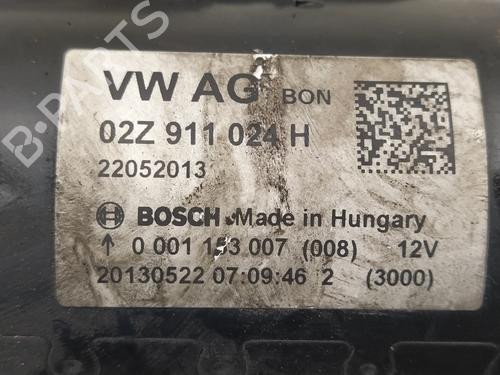 VW AG BON
02Z 911 024 H
22052013
BOSCH Made in Hungary
↑ 0 001 153 007 (008) 12V
20130522 07:09:46 2 (3000)
B-PARTS